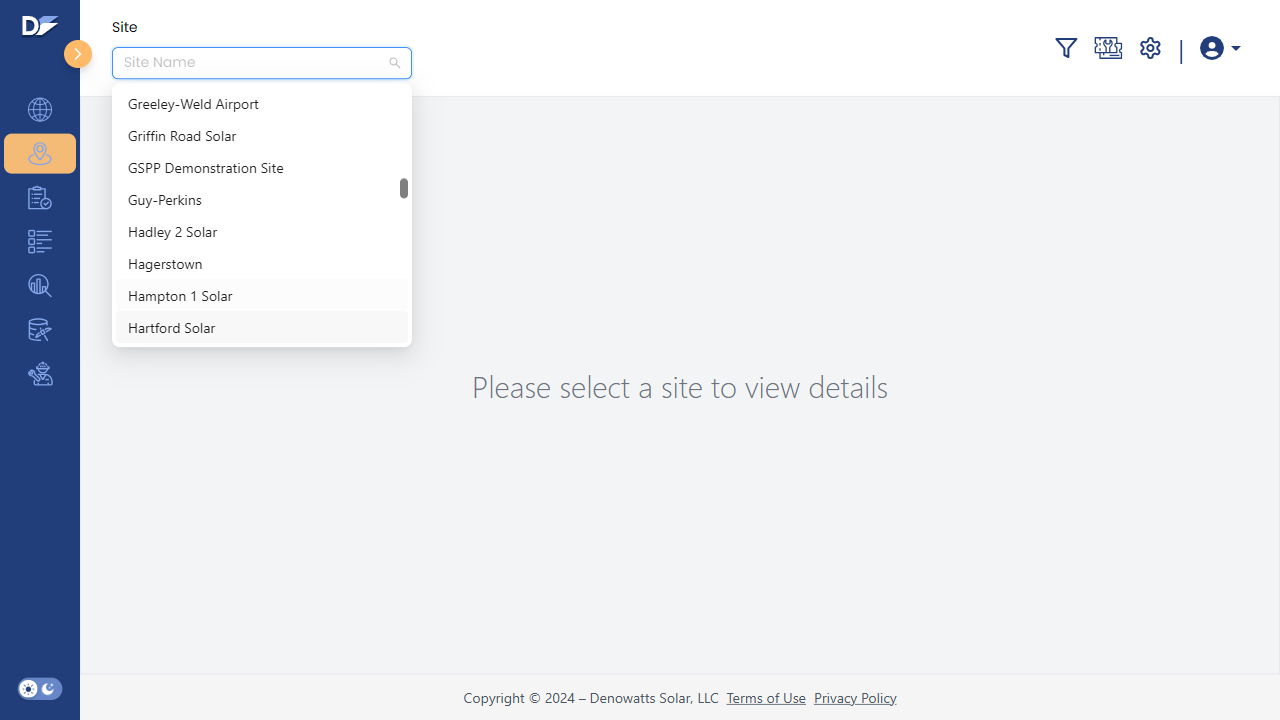 Site
Site Name
Greeley-Weld Airport
Griffin Road Solar
GSPP Demonstration Site
Guy-Perkins
Hadley 2 Solar
Hagerstown
Hampton 1 Solar
Hartford Solar
Please select a site to view details
Copyright © 2024 – Denowatts Solar, LLC Terms of Use Privacy Policy